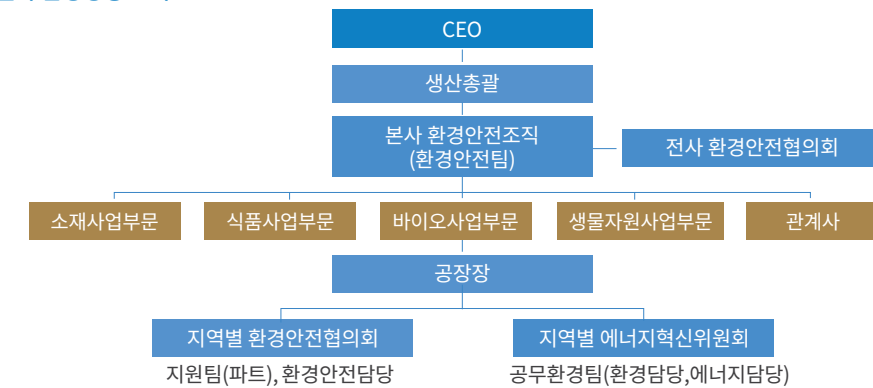 CEO
생산총괄
본사 환경안전조직
(환경안전팀)
전사 환경안전협의회
소재사업부문
식품사업부문
바이오사업부문
생물자원사업부문
관계사
공장장
지역별 환경안전협의회
지역별 에너지혁신위원회
지원팀(파트), 환경안전담당
공무환경팀(환경담당,에너지담당)